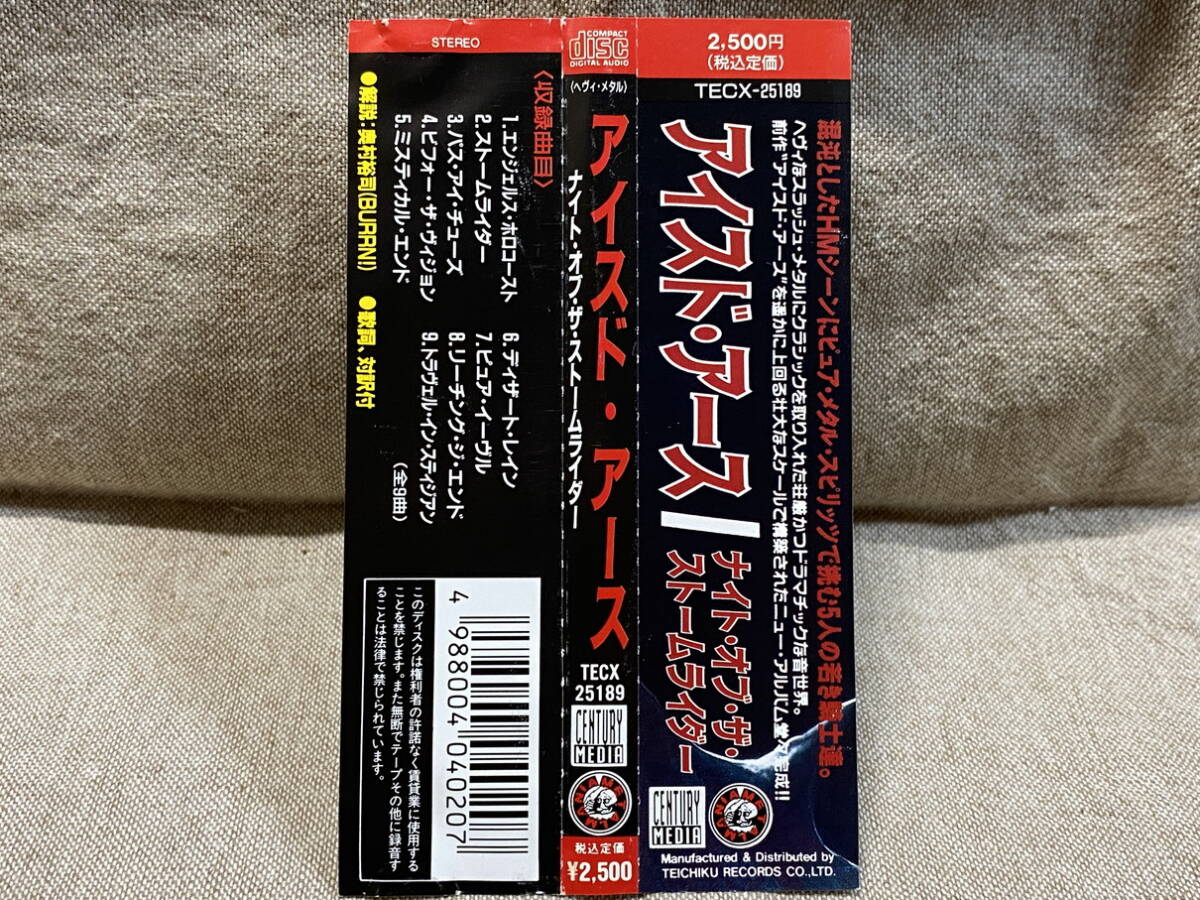 STEREO
〈収録曲目〉
1.エンジェルス・ホロコースト
2.ストームライダー
3.パス・アイ・チューズ
4.ビフォー・ザ・ヴィジョン
5.ミスティカル・エンド
6.ディザート・レイン
7.ピュア・イーヴル
8.リーチング・ジ・エンド
9.トラヴェル・イン・スティジアン
(全9曲)
●解説:奥村裕司(BURRN!) ●歌詞、対訳付
このディスクは権利者の許諾なく賃貸業に使用する
ことを禁じます。また無断でテープその他に録音す
ることは法律で禁じられています。
4 988004 040207
COMPACT
disc
DIGITAL AUDIO
(ヘヴィ・メタル)
アイスド・アース
ナイト・オブ・ザ・ストームライダー
TECX
25189
CENTURY
MEDIA
METALMANIA
税込定価
¥2,500
2,500円
(税込定価)
TECX-25189
混沌としたHMシーンにピュア・メタル・スピリッツで挑む5人の若き騎士達。
ヘヴィなスラッシュ・メタルにクラシックを取り入れた荘厳かつドラマチックな音世界。
前作“アイスド・アース”を遥かに上回る壮大なスケールで構築されたニュー・アルバム堂々完成!!
アイスド・アース
ナイト・オブ・ザ・
ストームライダー
CENTURY
MEDIA
METALMANIA
Manufactured & Distributed by
TEICHIKU RECORDS CO.,LTD.